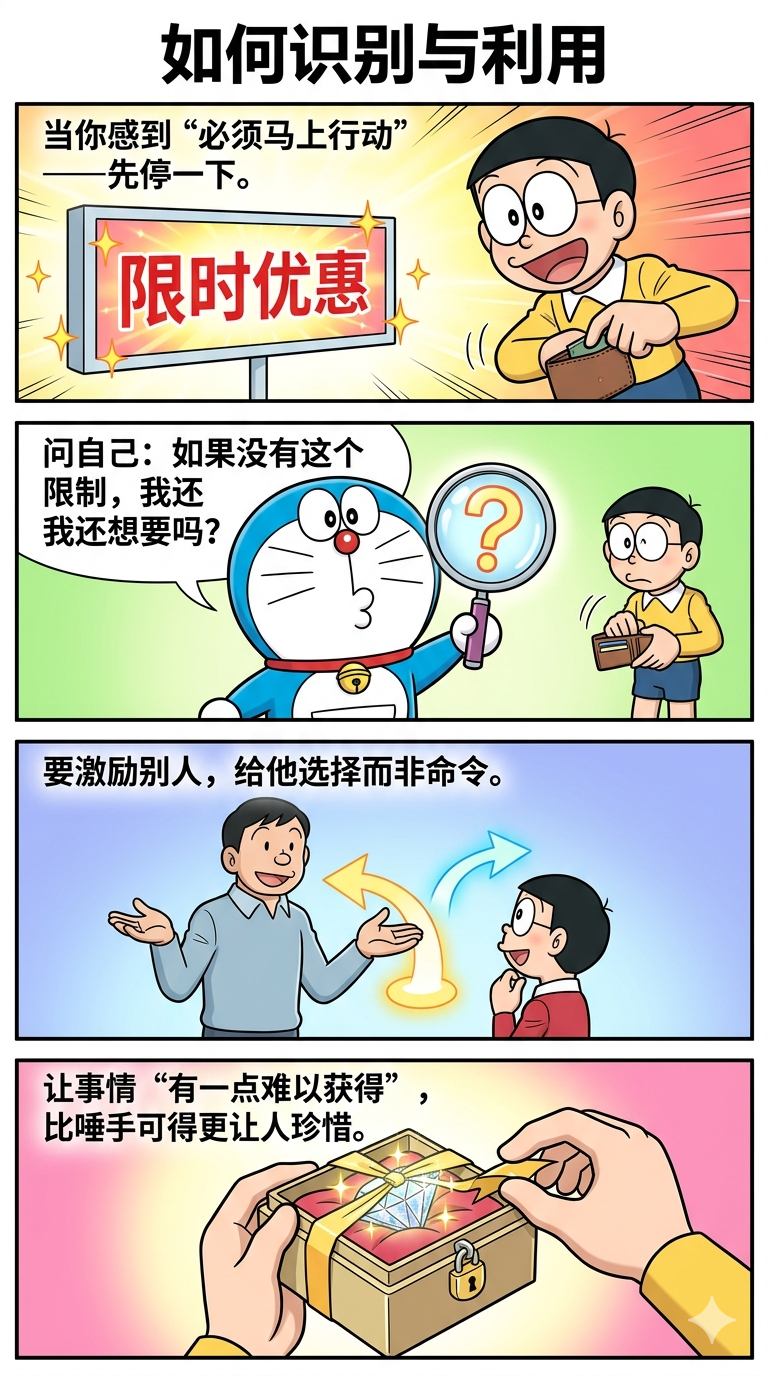 如何识别与利用
当你感到“必须马上行动”
——先停一下。
限时优惠
问自己：如果没有这个
限制，我还
我还想要吗？
?
要激励别人，给他选择而非命令。
让事情“有一点难以获得”，
比唾手可得更让人珍惜。